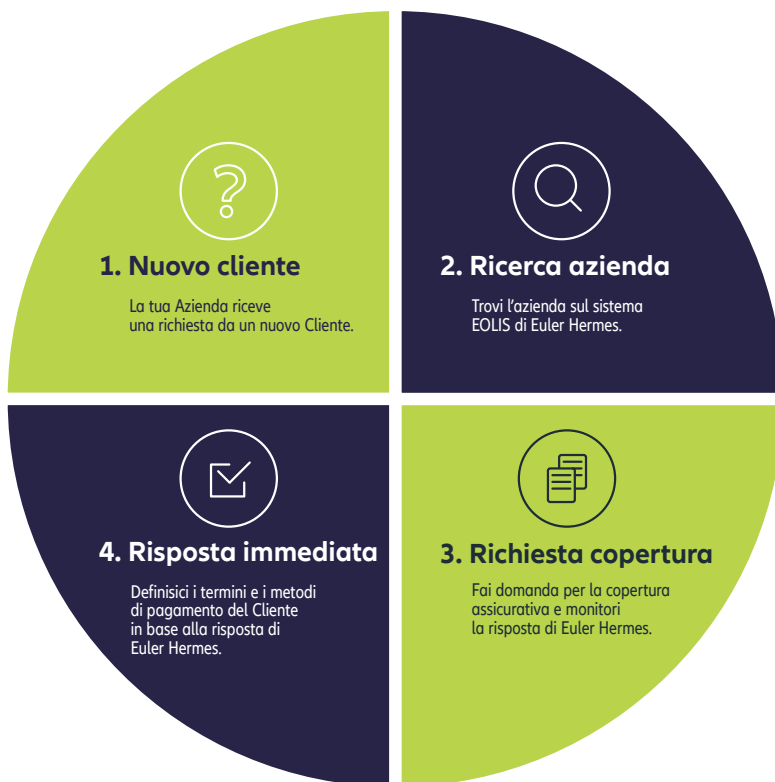 1. Nuovo cliente
La tua Azienda riceve
una richiesta da un nuovo Cliente.
2. Ricerca azienda
Trovi l'azienda sul sistema
EOLIS di Euler Hermes.
3. Richiesta copertura
Fai domanda per la copertura
assicurativa e monitori
la risposta di Euler Hermes.
4. Risposta immediata
Definisici i termini e i metodi
di pagamento del Cliente
in base alla risposta di
Euler Hermes.